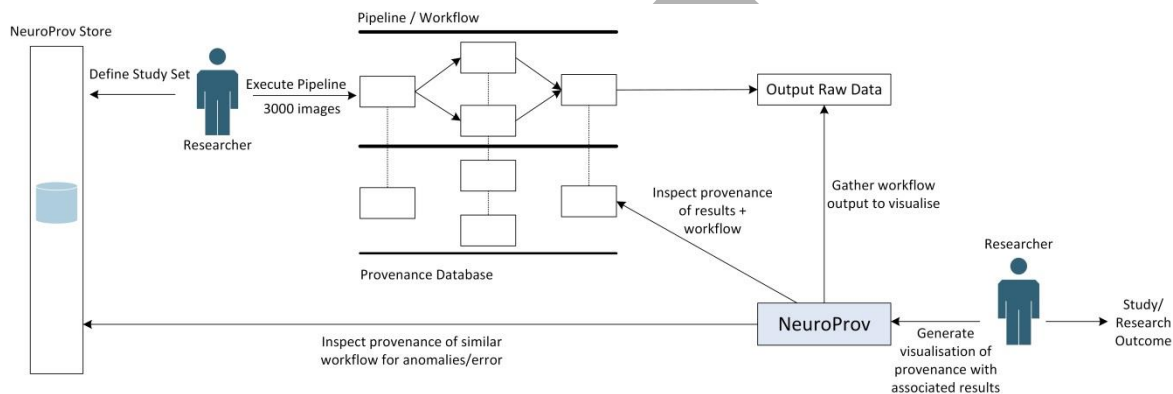 NeuroProv Store
Define Study Set
Researcher
Execute Pipeline
3000 images
Pipeline / Workflow
Provenance Database
Output Raw Data
Inspect provenance
of results +
workflow
Gather workflow
output to visualise
Researcher
NeuroProv
Generate
visualisation of
provenance with
associated results
Study/
Research
Outcome
Inspect provenance of similar
workflow for anomalies/error